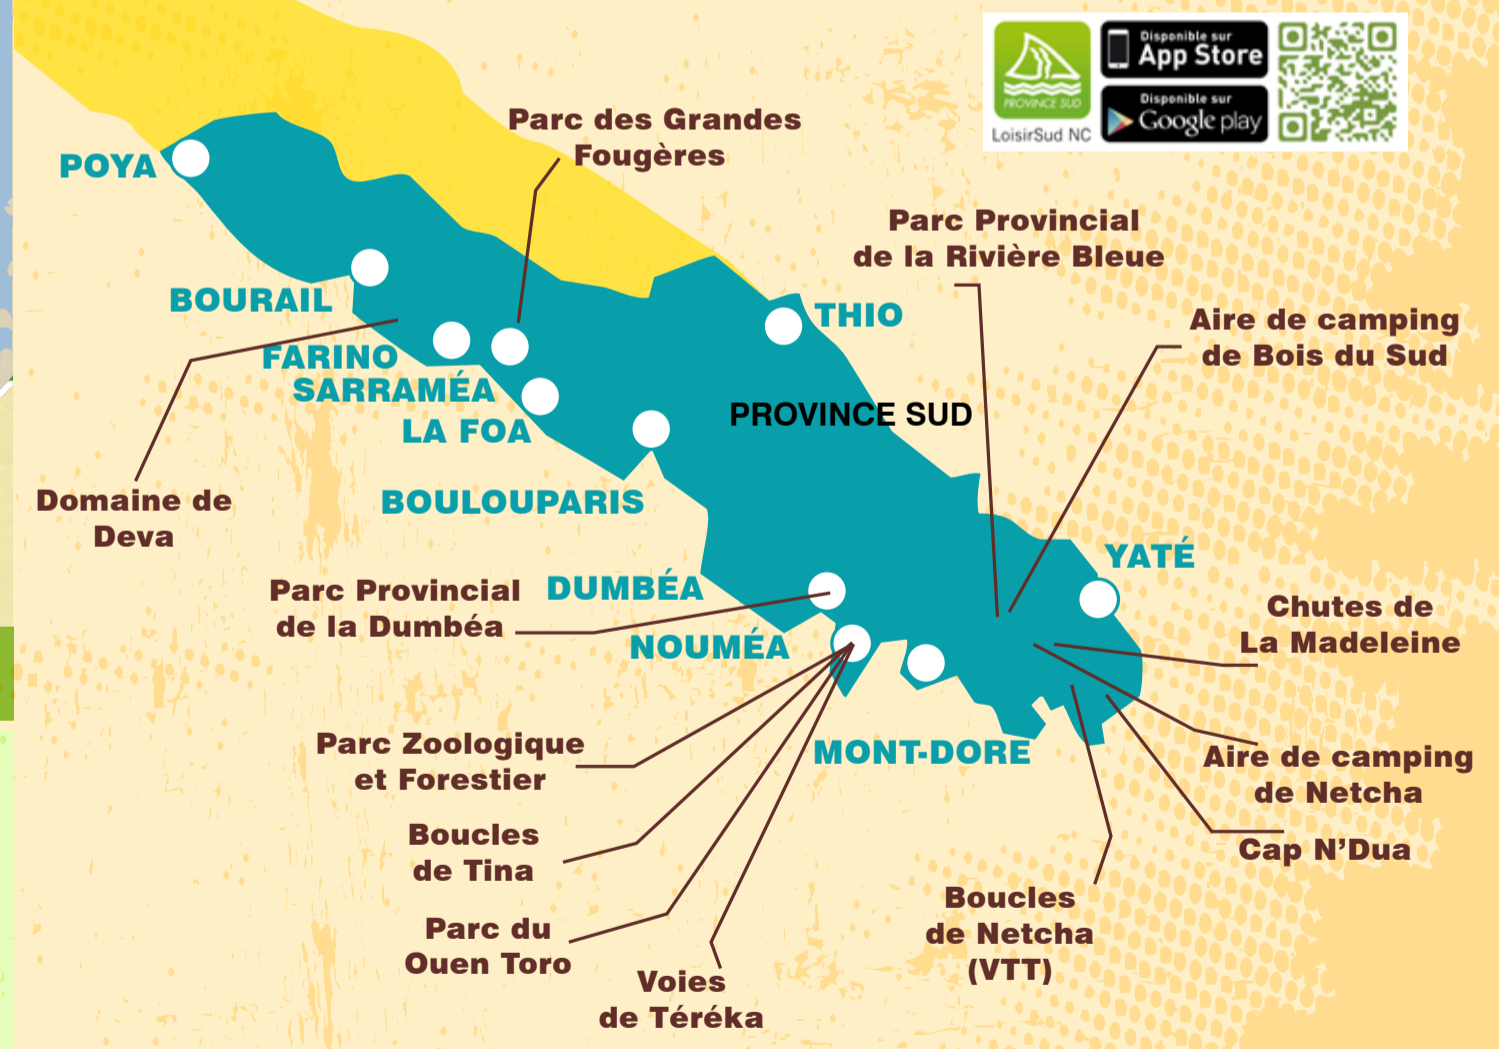 Disponible sur
App Store
PROVINCE SUD
Disponible sur
Google play
LoisirSud NC
Parc des Grandes
Fougères
POYA
Parc Provincial
de la Rivière Bleue
BOURAIL
THIO
Aire de camping
de Bois du Sud
FARINO
SARRAMÉA
LA FOA
PROVINCE SUD
Domaine de
Deva
BOULOUPARIS
YATÉ
Parc Provincial
de la Dumbéa
DUMBÉA
NOUMÉA
Chutes de
La Madeleine
Parc Zoologique
et Forestier
MONT-DORE
Aire de camping
de Netcha
Boucles
de Tina
Cap N’Dua
Parc du
Ouen Toro
Boucles
de Netcha
(VTT)
Voies
de Téréka